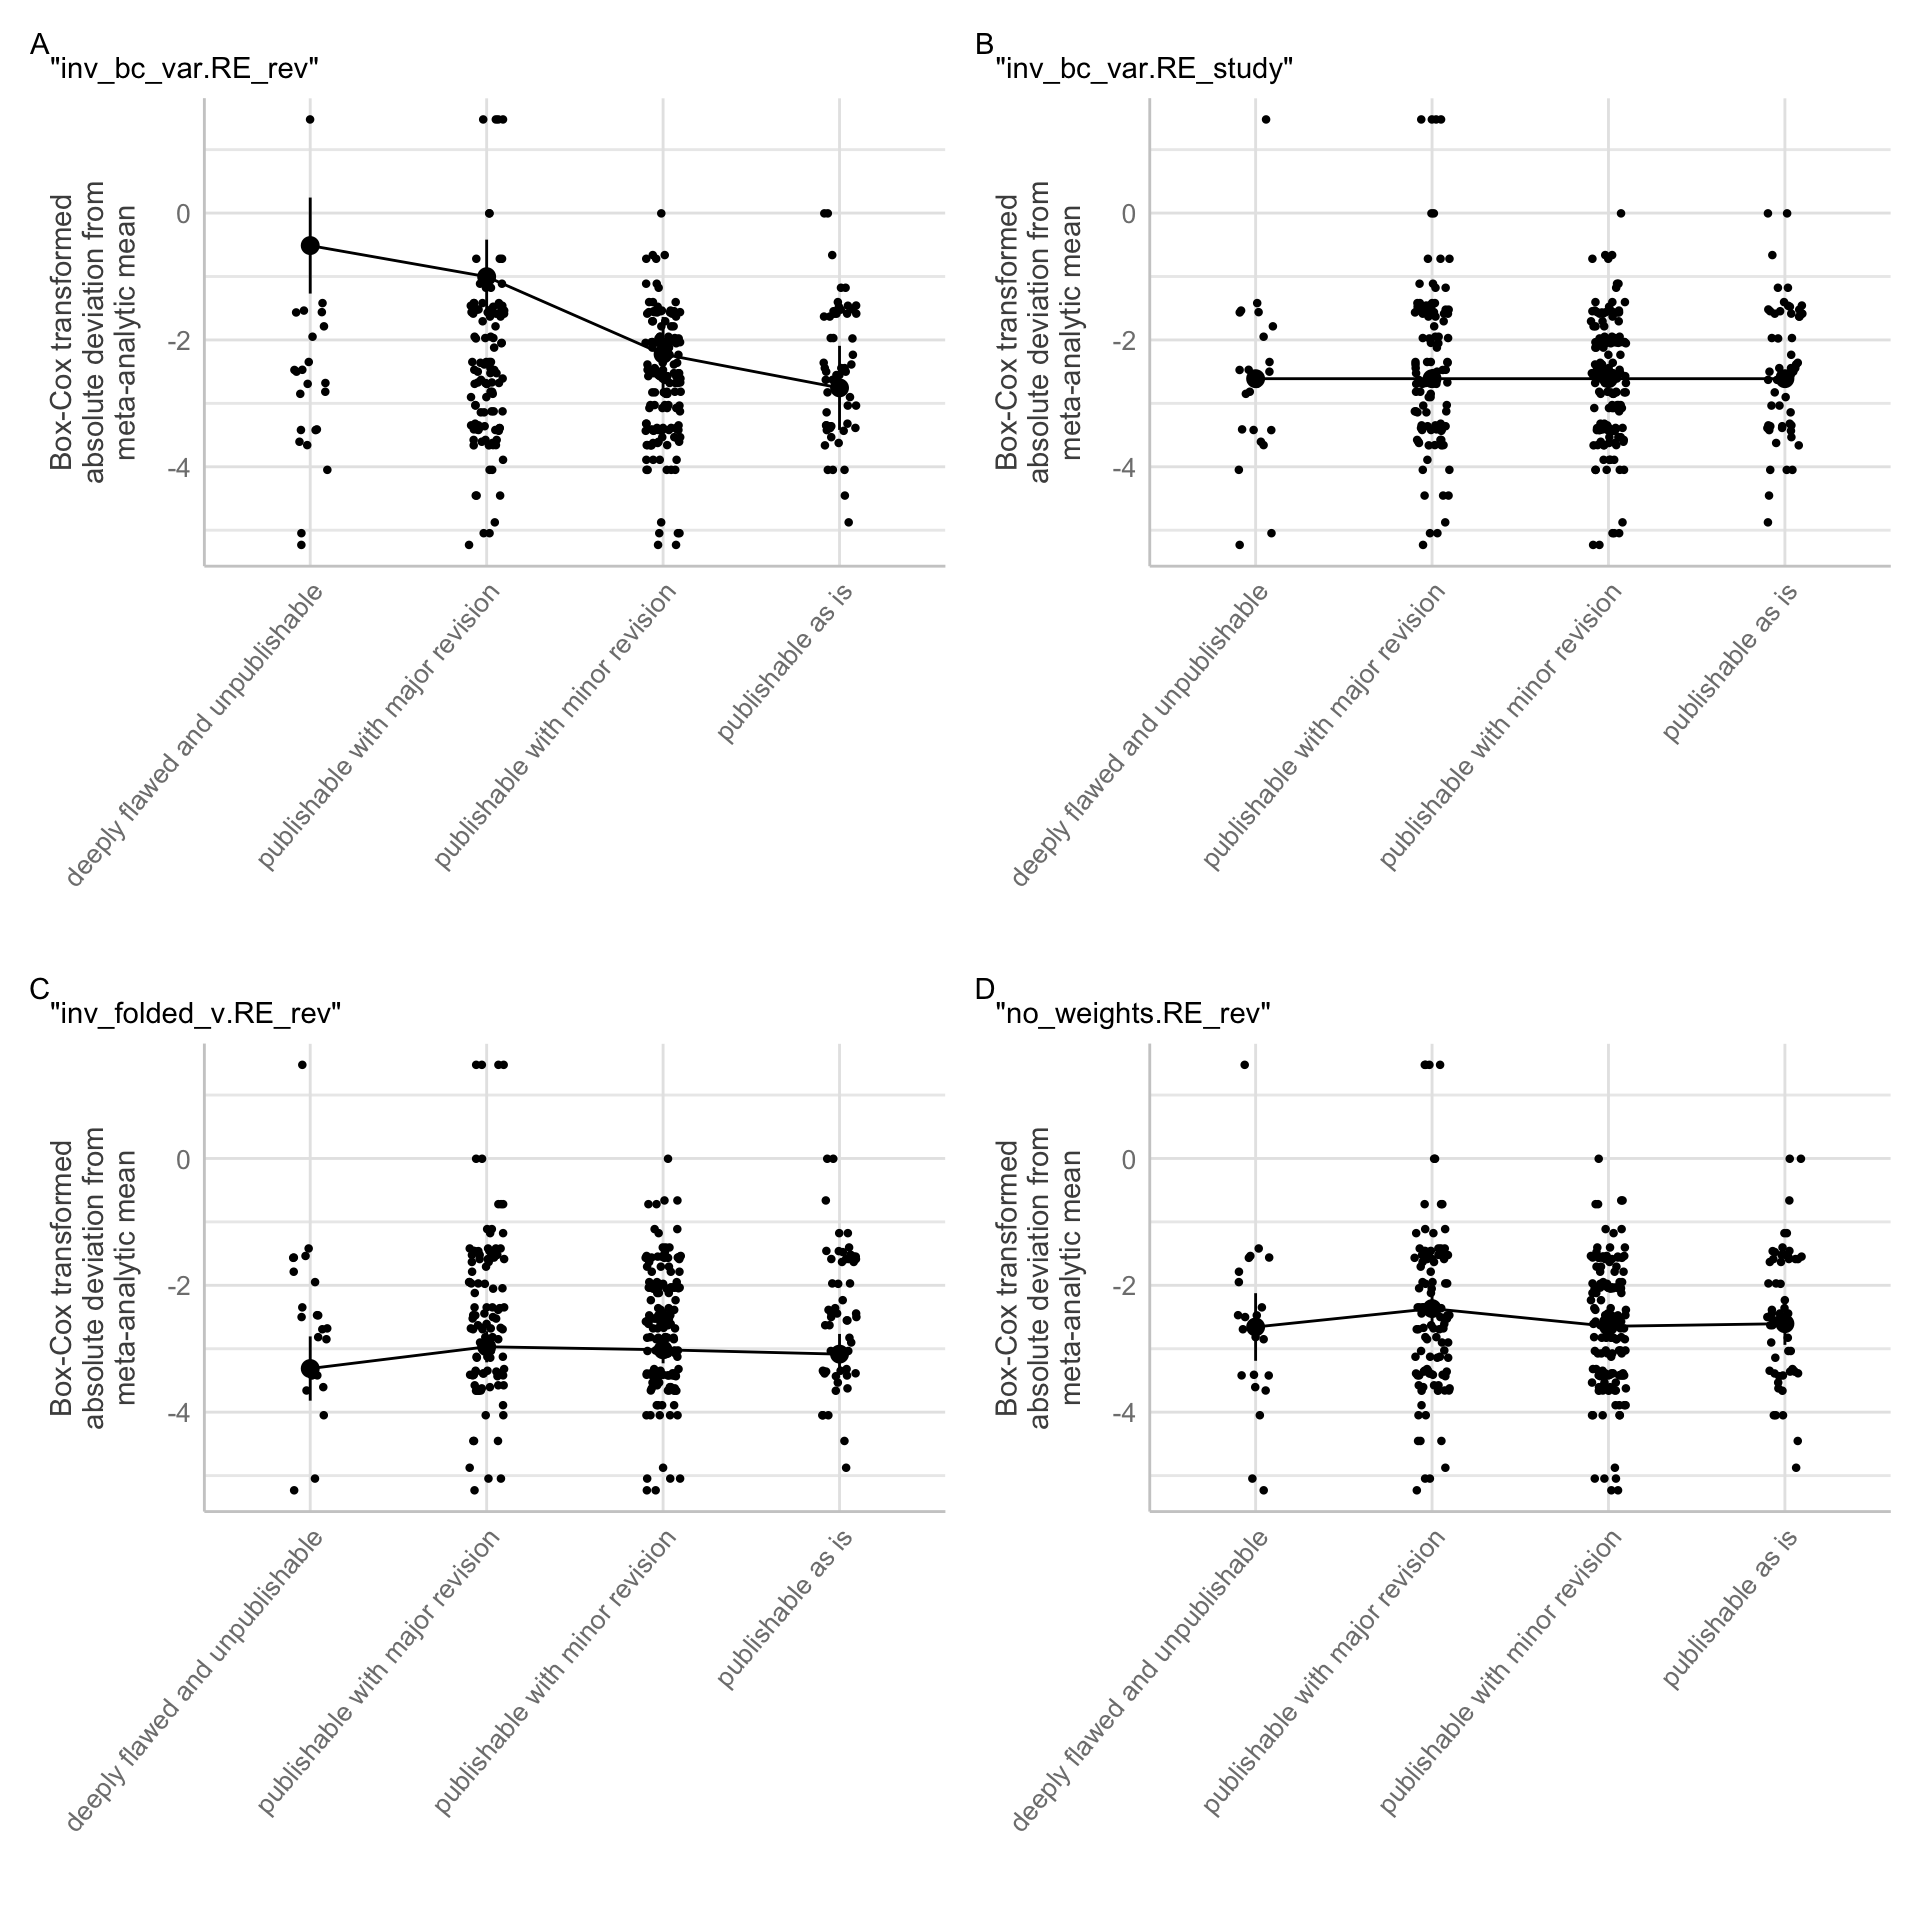 A
"inv_bc_var.RE_rev"
Box-Cox transformed
absolute deviation from
meta-analytic mean
0
-2
-4
deeply flawed and unpublishable
publishable with major revision
publishable with minor revision
publishable as is
B
"inv_bc_var.RE_study"
Box-Cox transformed
absolute deviation from
meta-analytic mean
0
-2
-4
deeply flawed and unpublishable
publishable with major revision
publishable with minor revision
publishable as is
C
"inv_folded_v.RE_rev"
Box-Cox transformed
absolute deviation from
meta-analytic mean
0
-2
-4
deeply flawed and unpublishable
publishable with major revision
publishable with minor revision
publishable as is
D
"no_weights.RE_rev"
Box-Cox transformed
absolute deviation from
meta-analytic mean
0
-2
-4
deeply flawed and unpublishable
publishable with major revision
publishable with minor revision
publishable as is